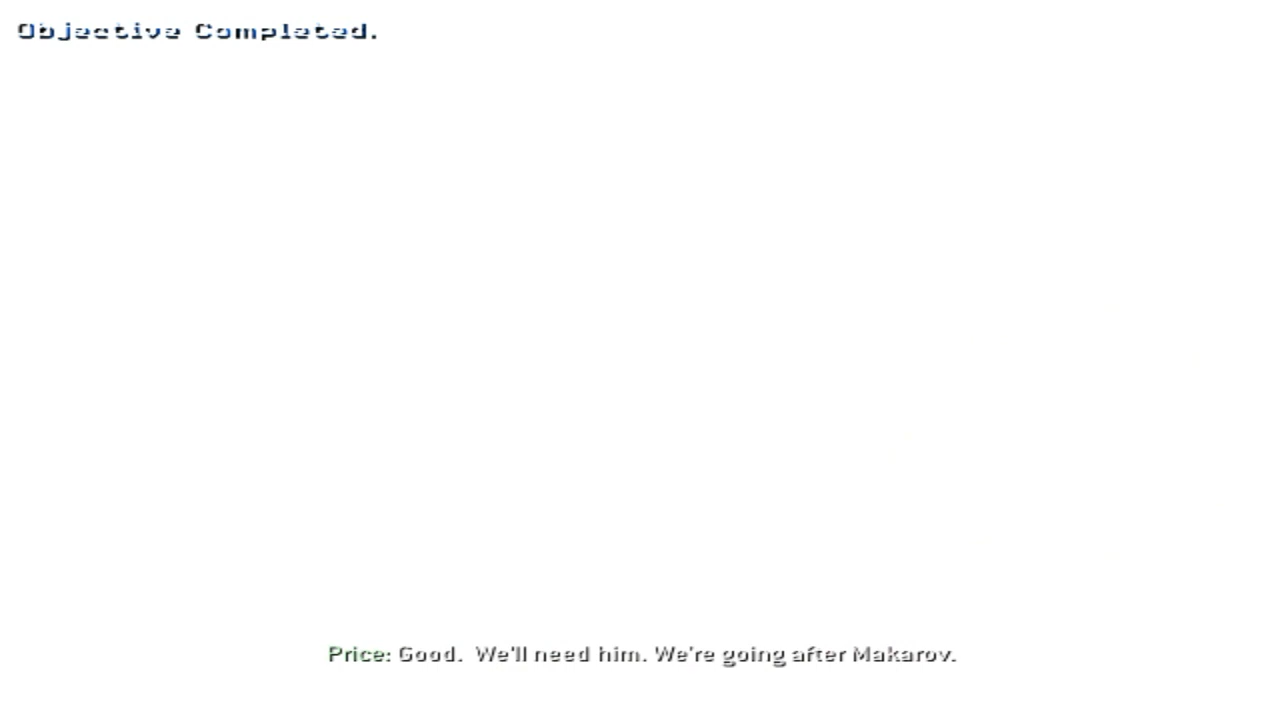 Objective Completed.
Price: Good.  We'll need him. We're going after Makarov.